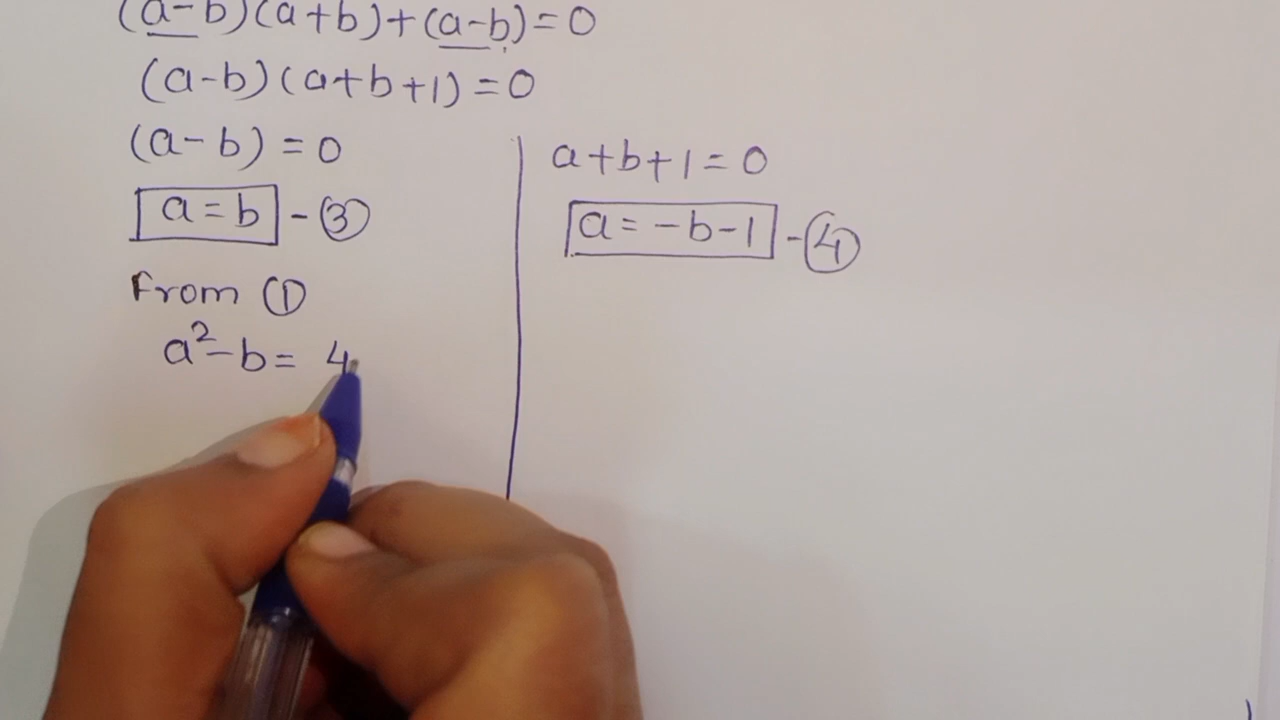 (a-b)(a+b)+(a-b)=0
(a-b)(a+b+1)=0
(a-b)=0
a=b -③
From ①
a²-b= 4
a+b+1=0
a=-b-1 -④